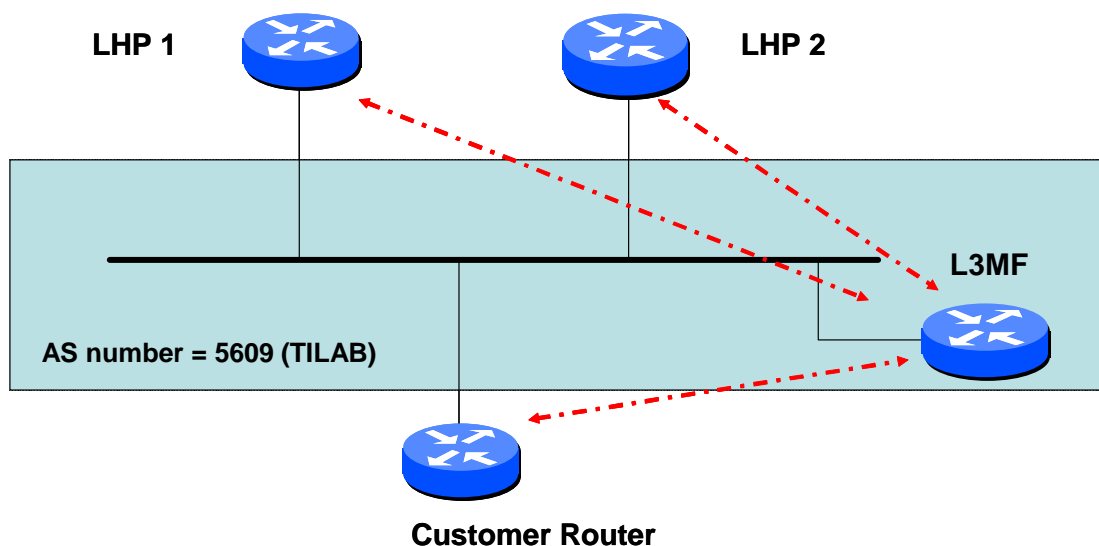 LHP 1
LHP 2
L3MF
AS number = 5609 (TILAB)
Customer Router